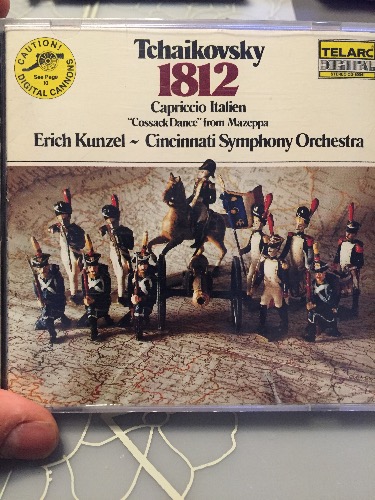 CAUTION!
See Page
10
DIGITAL CANNONS
Tchaikovsky
TELARC
DIGITAL
1812
Capriccio Italien
"Cossack Dance" from Mazeppa
Erich Kunzel ~ Cincinnati Symphony Orchestra